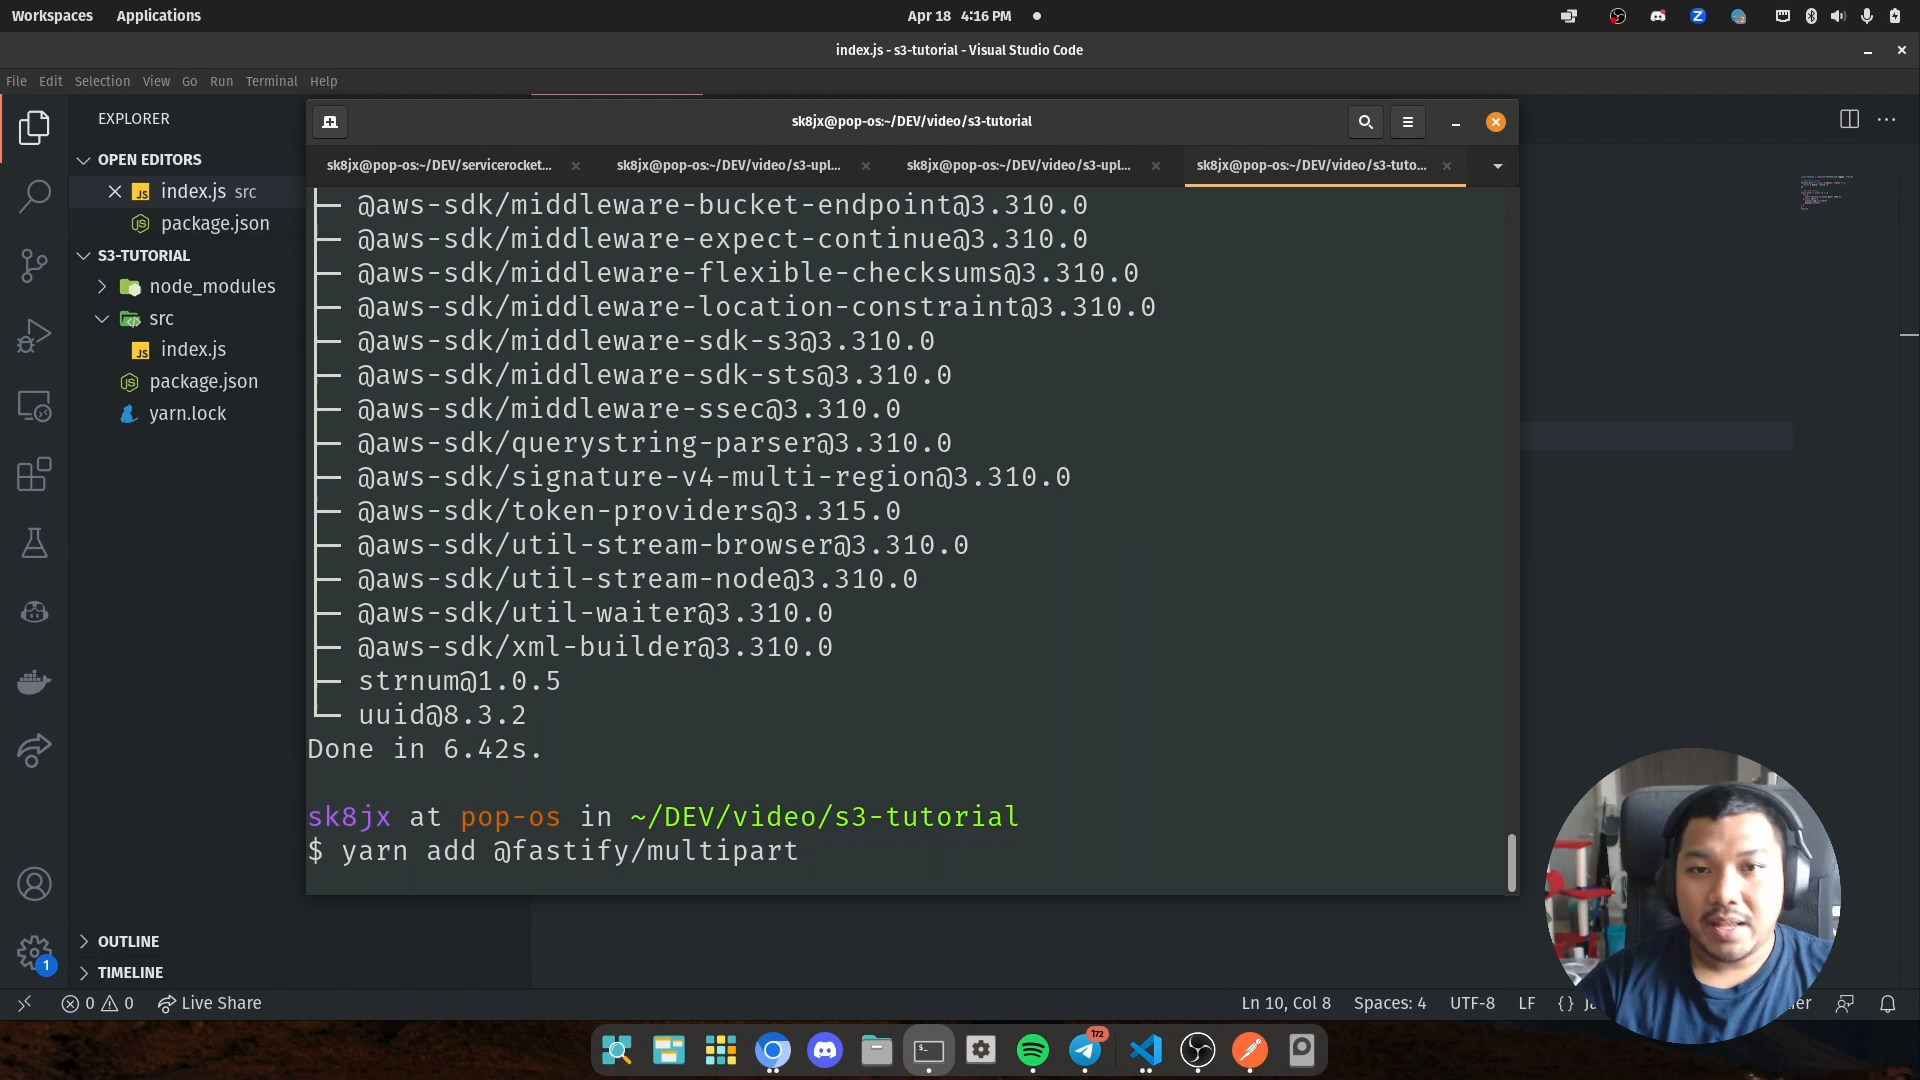 Workspaces
Applications
Apr 18 4:16 PM
index.js - s3-tutorial - Visual Studio Code
File Edit Selection View Go Run Terminal Help
EXPLORER
OPEN EDITORS
index.js src
package.json
S3-TUTORIAL
node_modules
src
index.js
package.json
yarn.lock
OUTLINE
TIMELINE
sk8jx@pop-os:~/DEV/video/s3-tutorial
sk8jx@pop-os:~/DEV/servicerocket...
sk8jx@pop-os:~/DEV/video/s3-upl...
sk8jx@pop-os:~/DEV/video/s3-upl...
sk8jx@pop-os:~/DEV/video/s3-tuto...
@aws-sdk/middleware-bucket-endpoint@3.310.0
@aws-sdk/middleware-expect-continue@3.310.0
@aws-sdk/middleware-flexible-checksums@3.310.0
@aws-sdk/middleware-location-constraint@3.310.0
@aws-sdk/middleware-sdk-s3@3.310.0
@aws-sdk/middleware-sdk-sts@3.310.0
@aws-sdk/middleware-ssec@3.310.0
@aws-sdk/querystring-parser@3.310.0
@aws-sdk/signature-v4-multi-region@3.310.0
@aws-sdk/token-providers@3.315.0
@aws-sdk/util-stream-browser@3.310.0
@aws-sdk/util-stream-node@3.310.0
@aws-sdk/util-waiter@3.310.0
@aws-sdk/xml-builder@3.310.0
strnum@1.0.5
uuid@8.3.2
Done in 6.42s.
sk8jx at pop-os in ~/DEV/video/s3-tutorial
$ yarn add @fastify/multipart
1
0 0 Live Share
Ln 10, Col 8 Spaces: 4 UTF-8 LF {}
172